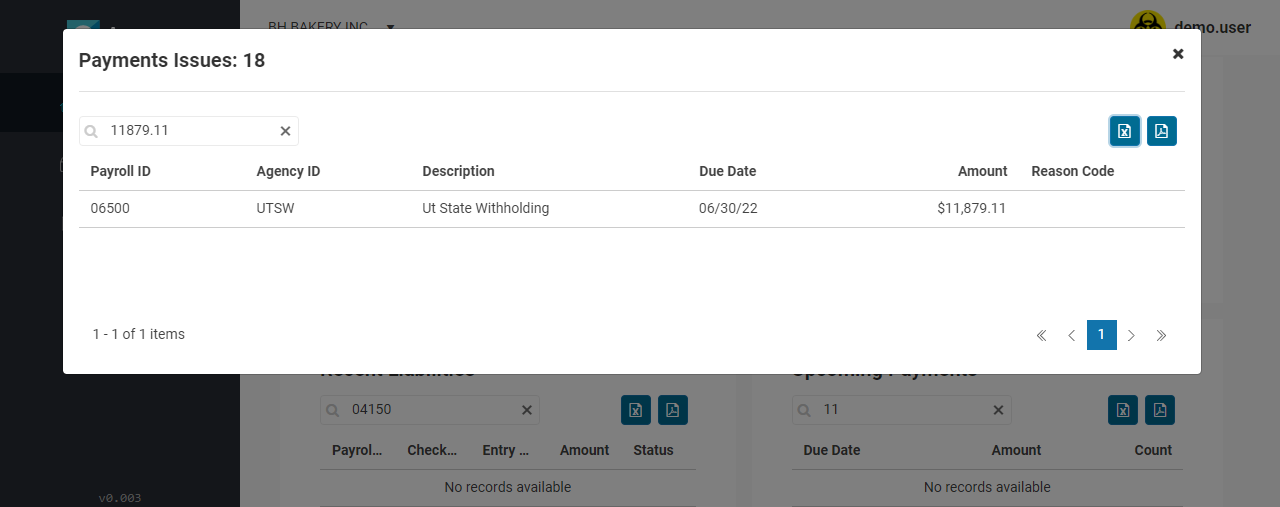 BH BAKERY INC
demo.user
Payments Issues: 18
11879.11
Payroll ID Agency ID Description Due Date Amount Reason Code
06500 UTSW Ut State Withholding 06/30/22 $11,879.11
1 - 1 of 1 items
1
Recent Liabilities Upcoming Payments
04150 11
Payrol... Check... Entry ... Amount Status Due Date Amount Count
No records available No records available
v0.003